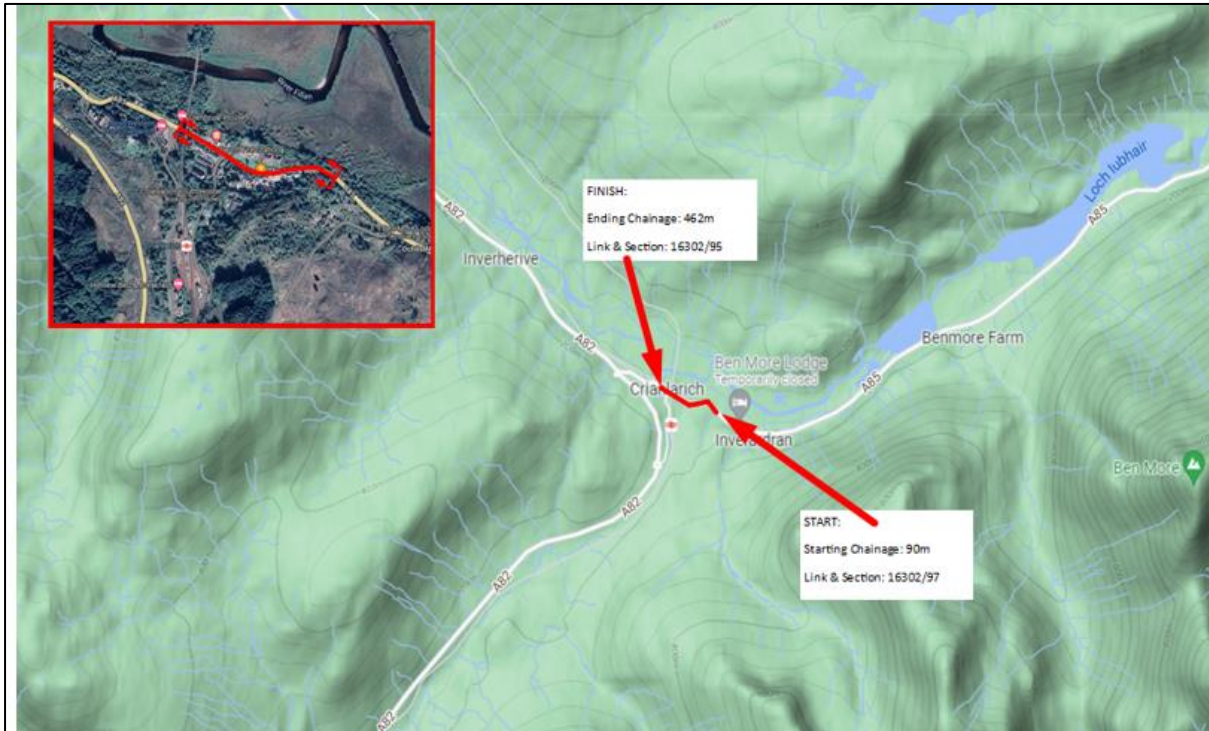 River Fillan
FINISH:
Ending Chainage: 462m
Link & Section: 16302/95
A82
Inverherive
A82
Loch Iubhair
A85
Benmore Farm
Ben More Lodge
Temporarily closed
A85
Crianlarich
Ben More
A82
START:
Starting Chainage: 90m
Link & Section: 16302/97
A82
A82